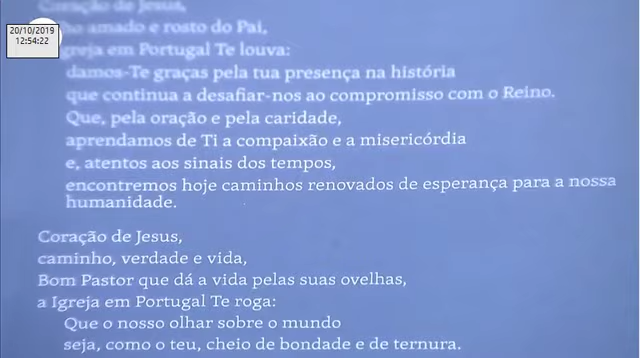 Coração de Jesus,
amado e rosto do Pai,
Igreja em Portugal Te louva:
damos-Te graças pela tua presença na história
que continua a desafiar-nos ao compromisso com o Reino.
Que, pela oração e pela caridade,
aprendamos de Ti a compaixão e a misericórdia
e, atentos aos sinais dos tempos,
encontremos hoje caminhos renovados de esperança para a nossa
humanidade.
Coração de Jesus,
caminho, verdade e vida,
Bom Pastor que dá a vida pelas suas ovelhas,
a Igreja em Portugal Te roga:
Que o nosso olhar sobre o mundo
seja, como o teu, cheio de bondade e de ternura.
20/10/2019
12:54:22